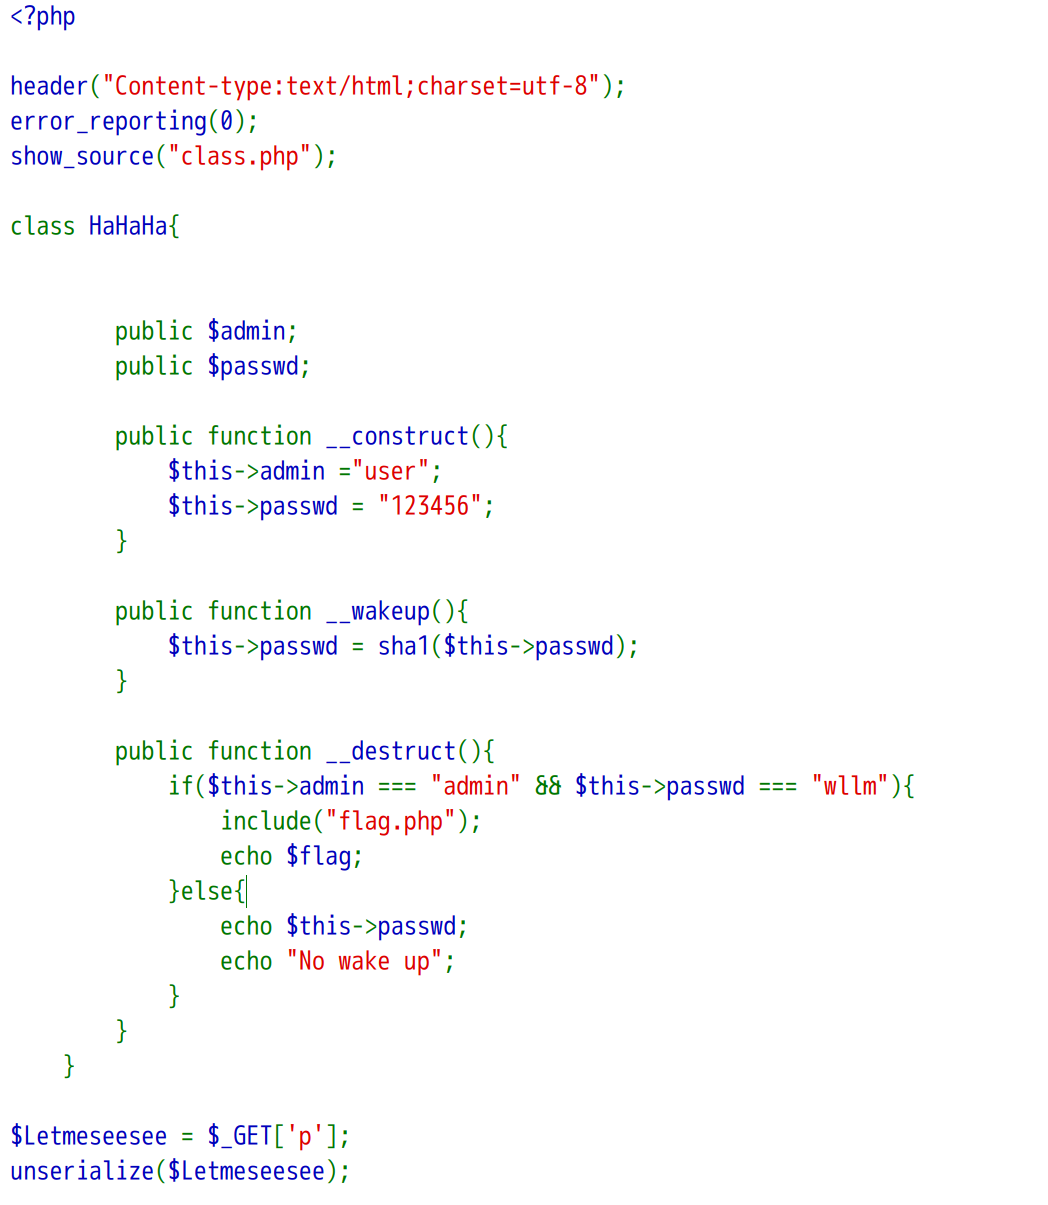 <?php
header("Content-type:text/html;charset=utf-8");
error_reporting(0);
show_source("class.php");
class HaHaHa{
public $admin;
public $passwd;
public function __construct(){
$this->admin ="user";
$this->passwd = "123456";
}
public function __wakeup(){
$this->passwd = sha1($this->passwd);
}
public function __destruct(){
if($this->admin === "admin" && $this->passwd === "wllm"){
include("flag.php");
echo $flag;
}else{
echo $this->passwd;
echo "No wake up";
}
}
}
$Letmeseesee = $_GET['p'];
unserialize($Letmeseesee);